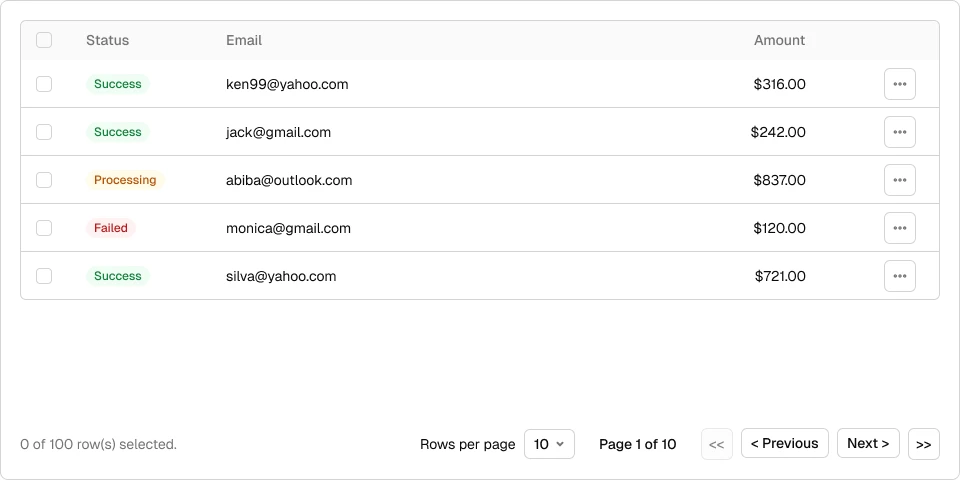 Status Email Amount
Success ken99@yahoo.com $316.00 •••
Success jack@gmail.com $242.00 •••
Processing abiba@outlook.com $837.00 •••
Failed monica@gmail.com $120.00 •••
Success silva@yahoo.com $721.00 •••
0 of 100 row(s) selected. Rows per page 10 Page 1 of 10 << < Previous Next > >>